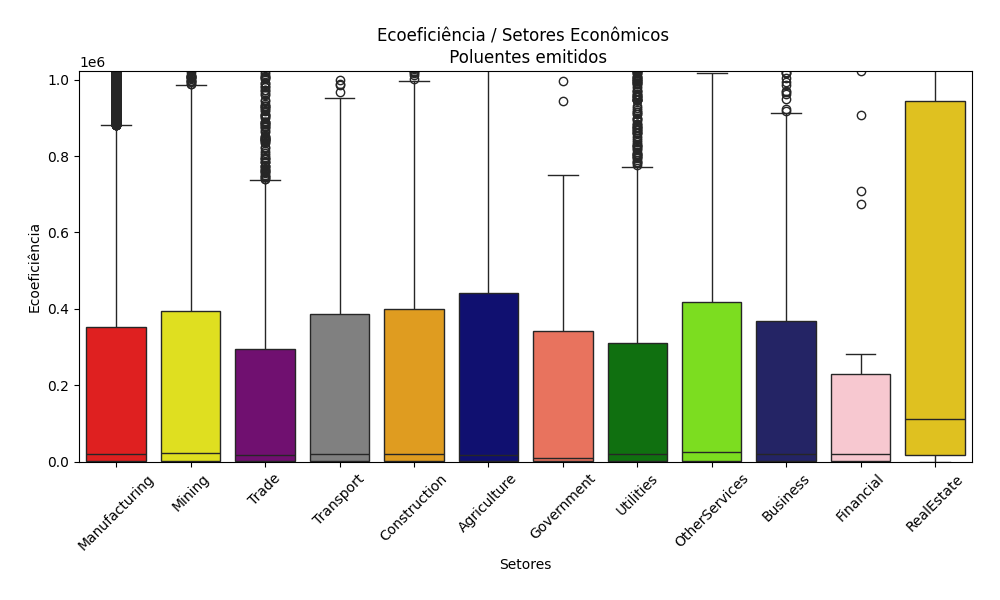 Ecoeficiência / Setores Econômicos
Poluentes emitidos
1e6
1.0
0.8
0.6
0.4
0.2
0.0
Ecoeficiência
Manufacturing
Mining
Trade
Transport
Construction
Agriculture
Government
Utilities
OtherServices
Business
Financial
RealEstate
Setores